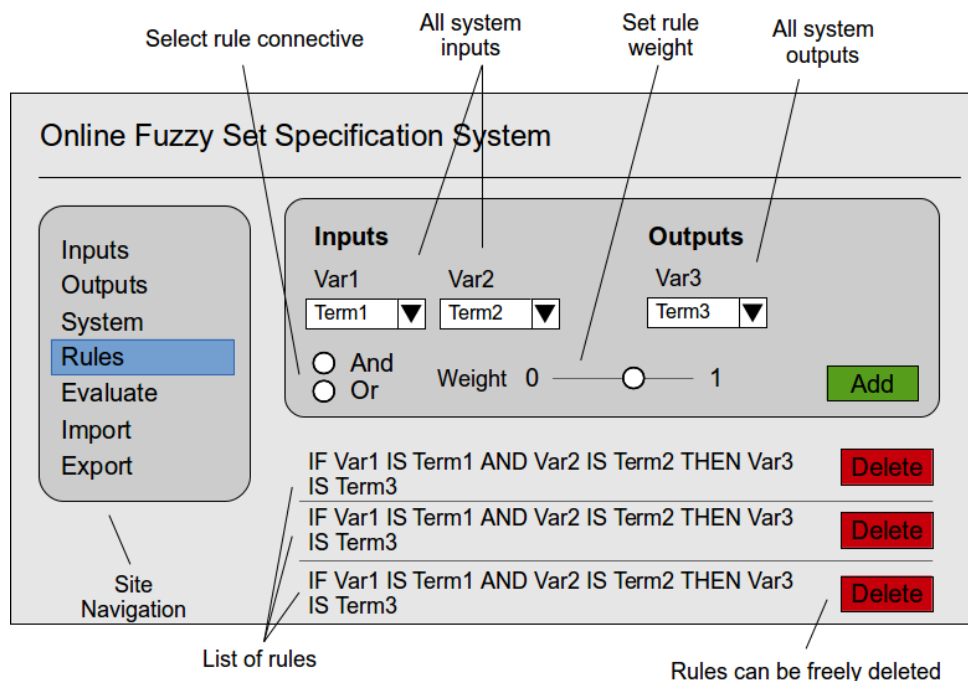 Select rule connective
All system
inputs
Set rule
weight
All system
outputs
Online Fuzzy Set Specification System
Inputs
Outputs
System
Rules
Evaluate
Import
Export
Inputs
Outputs
Var1
Var2
Var3
Term1
Term2
Term3
And
Or
Weight 0
1
Add
IF Var1 IS Term1 AND Var2 IS Term2 THEN Var3
IS Term3
Delete
IF Var1 IS Term1 AND Var2 IS Term2 THEN Var3
IS Term3
Delete
IF Var1 IS Term1 AND Var2 IS Term2 THEN Var3
IS Term3
Delete
Site
Navigation
List of rules
Rules can be freely deleted